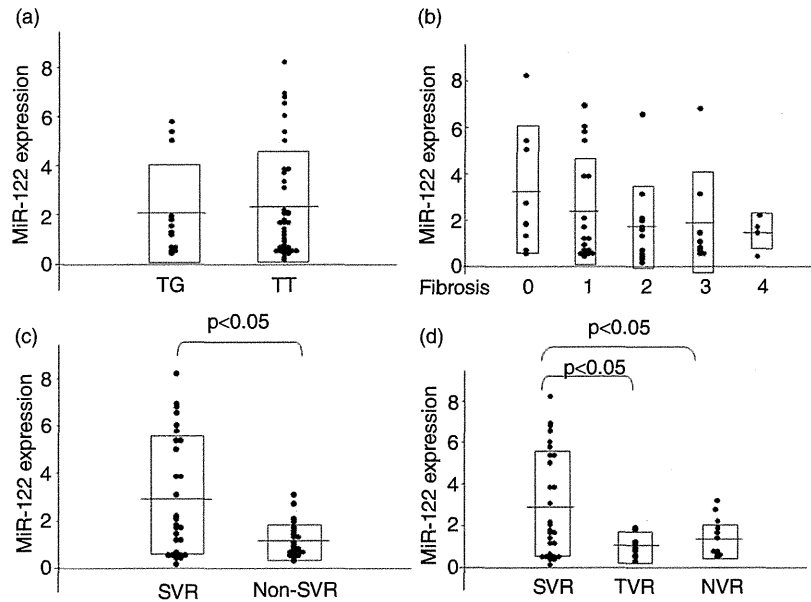 (a)
MiR-122 expression
8
6
4
2
0
TG TT
(b)
MiR-122 expression
8
6
4
2
0
Fibrosis 0 1 2 3 4
(c)
p<0.05
MiR-122 expression
8
6
4
2
0
SVR Non-SVR
(d)
p<0.05
p<0.05
MiR-122 expression
8
6
4
2
0
SVR TVR NVR